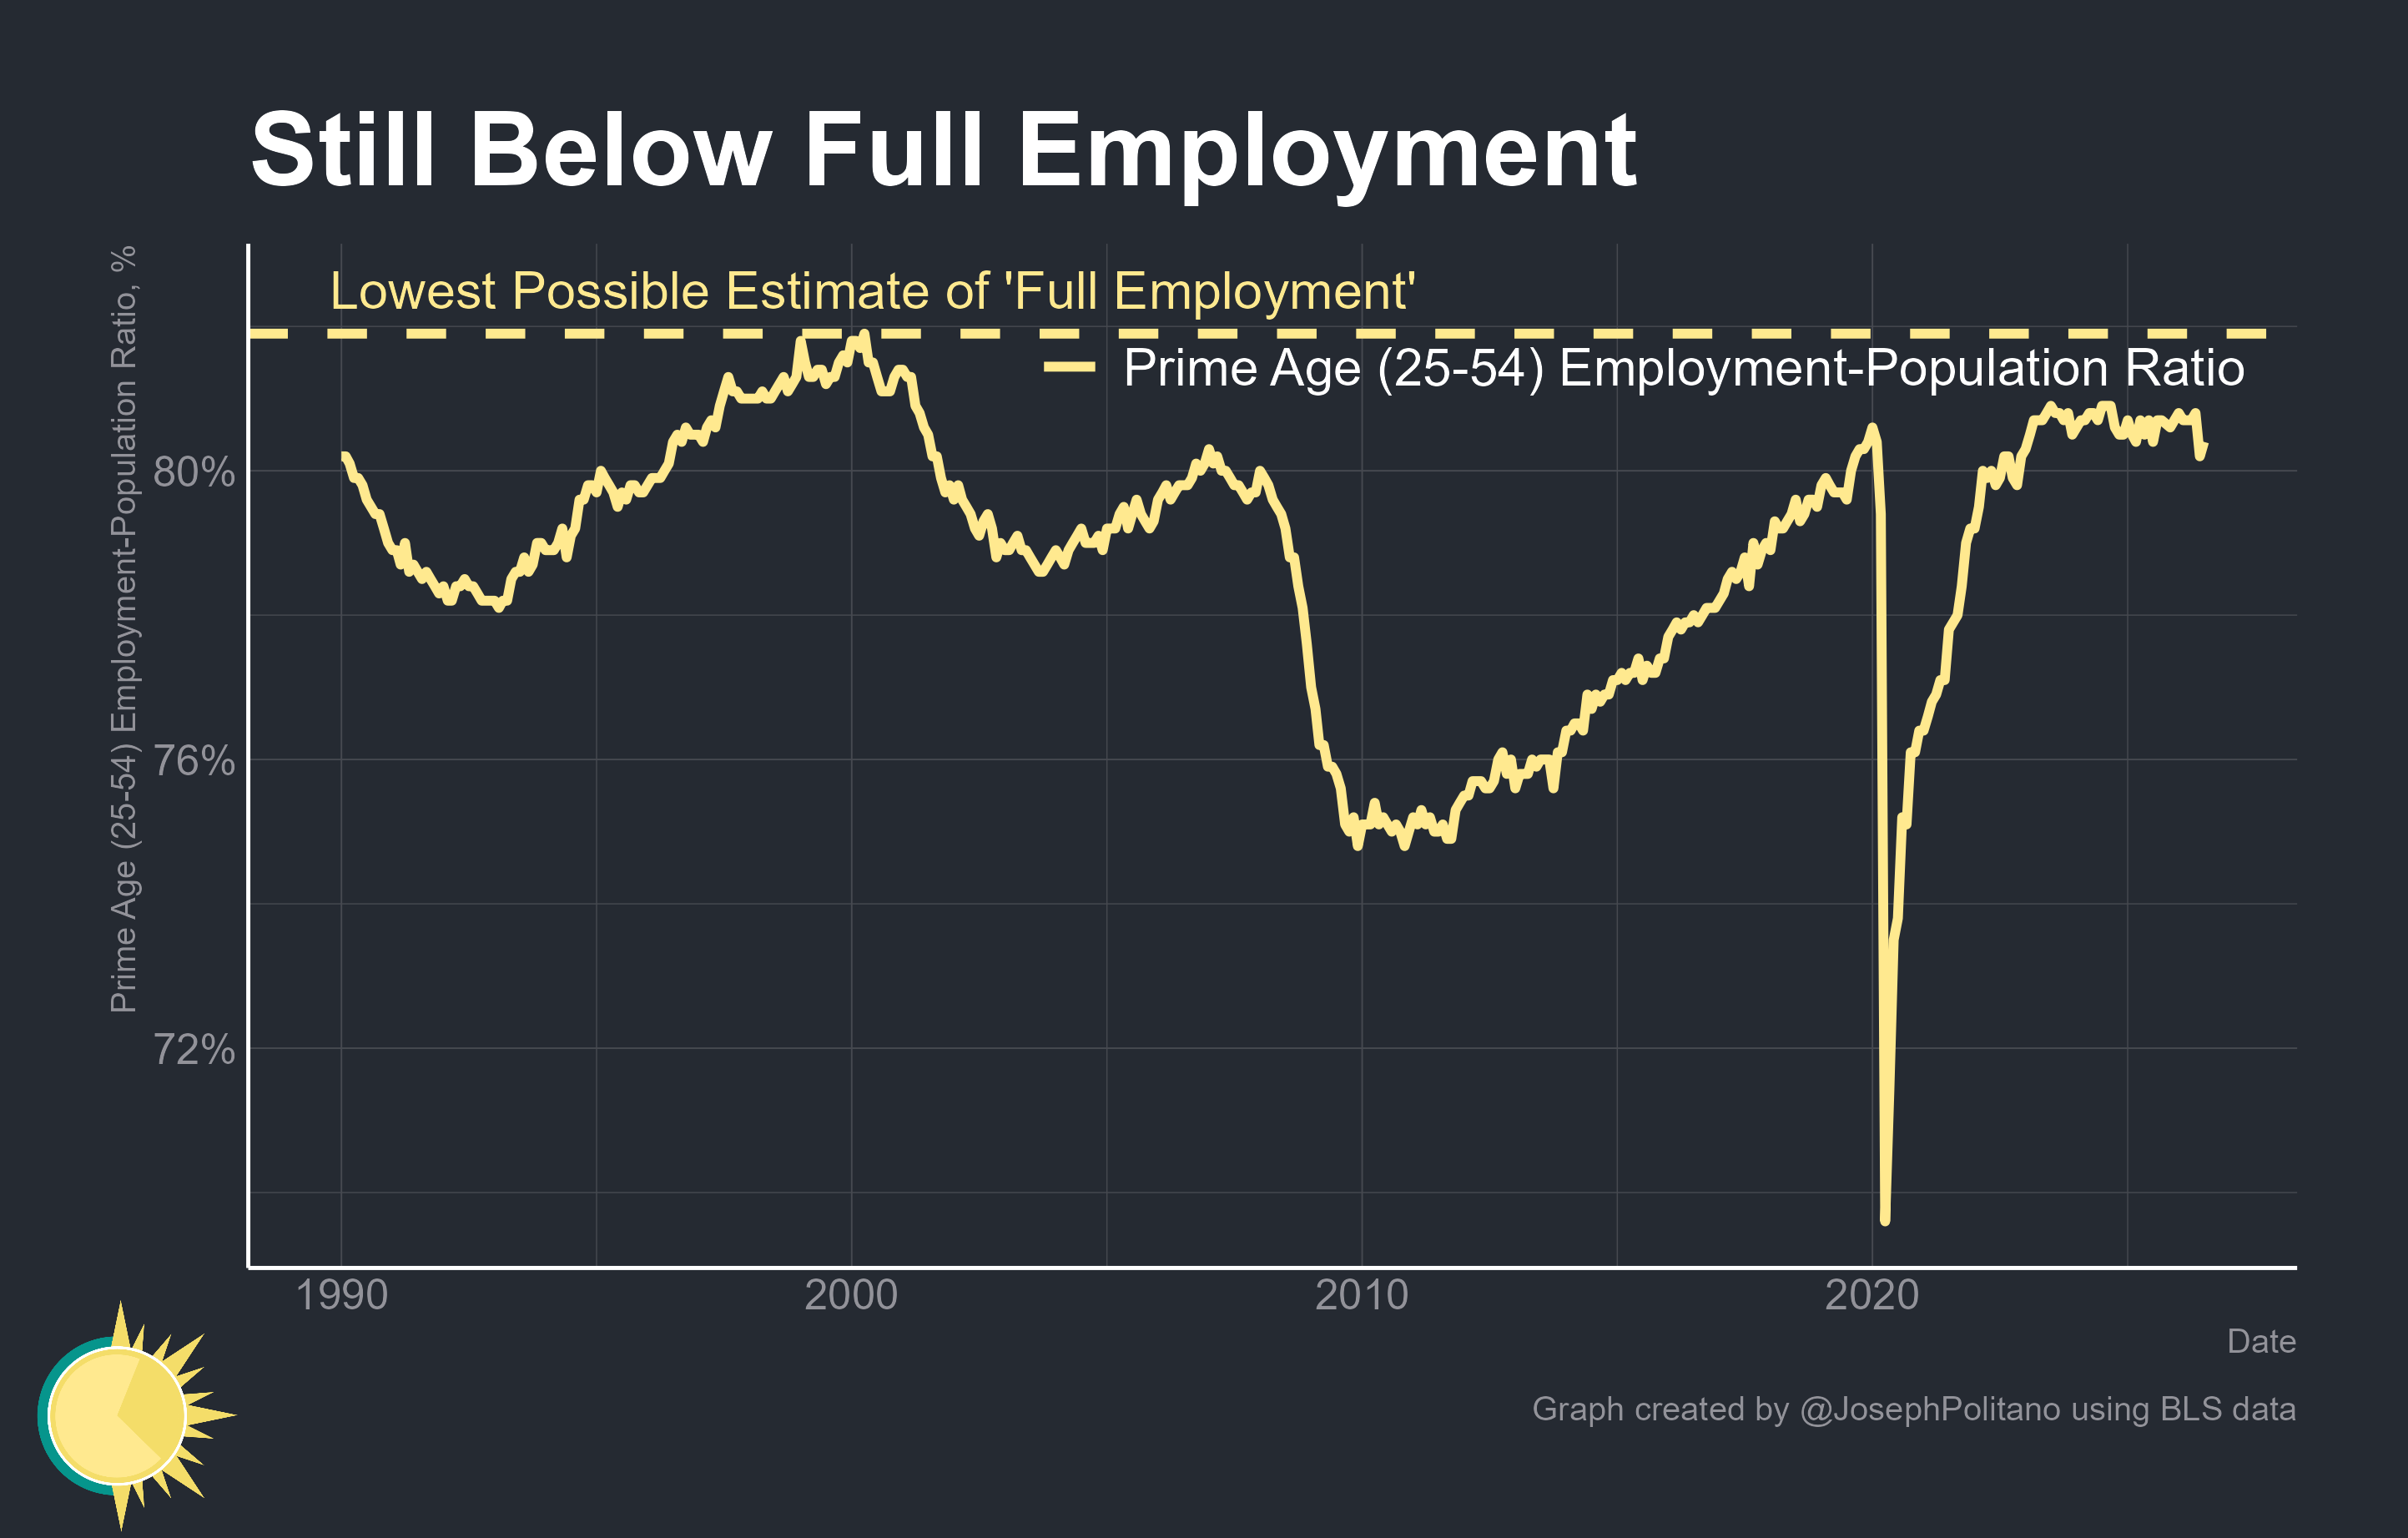 Still Below Full Employment
Lowest Possible Estimate of 'Full Employment'
Prime Age (25-54) Employment-Population Ratio
Prime Age (25-54) Employment-Population Ratio, %
80%
76%
72%
1990
2000
2010
2020
Date
Graph created by @JosephPolitano using BLS data